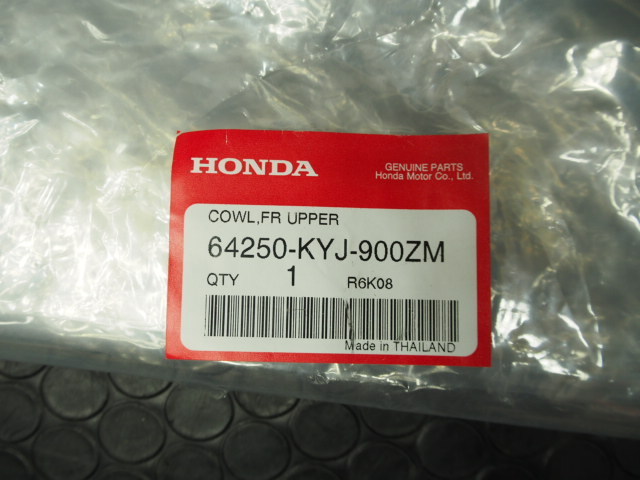 HONDA
GENUINE PARTS
Honda Motor Co., Ltd.
COWL,FR UPPER
64250-KYJ-900ZM
QTY 1 R6K08
Made in THAILAND